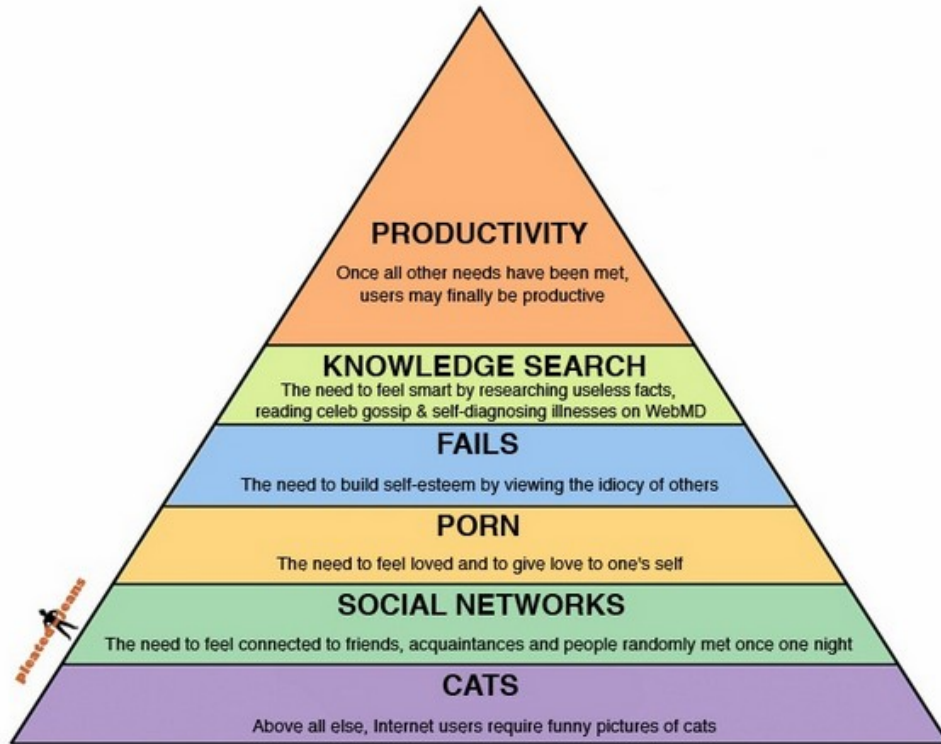 PRODUCTIVITY
Once all other needs have been met,
users may finally be productive
KNOWLEDGE SEARCH
The need to feel smart by researching useless facts,
reading celeb gossip & self-diagnosing illnesses on WebMD
FAILS
The need to build self-esteem by viewing the idiocy of others
PORN
The need to feel loved and to give love to one's self
SOCIAL NETWORKS
The need to feel connected to friends, acquaintances and people randomly met once one night
CATS
Above all else, Internet users require funny pictures of cats
pleated jeans